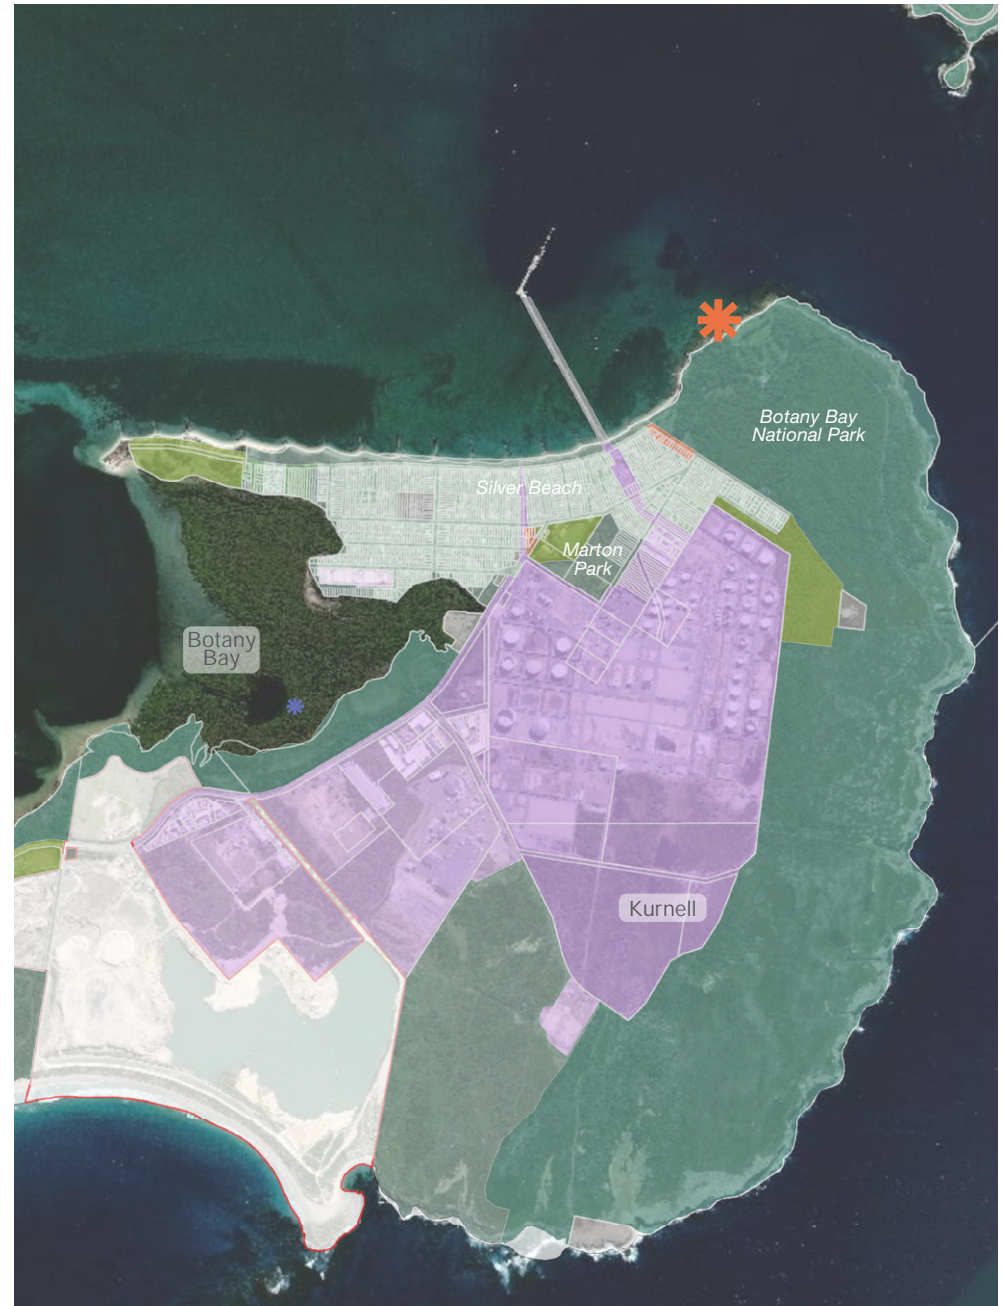 Botany Bay
National Park
Silver Beach
Marton
Park
Botany
Bay
Kurnell